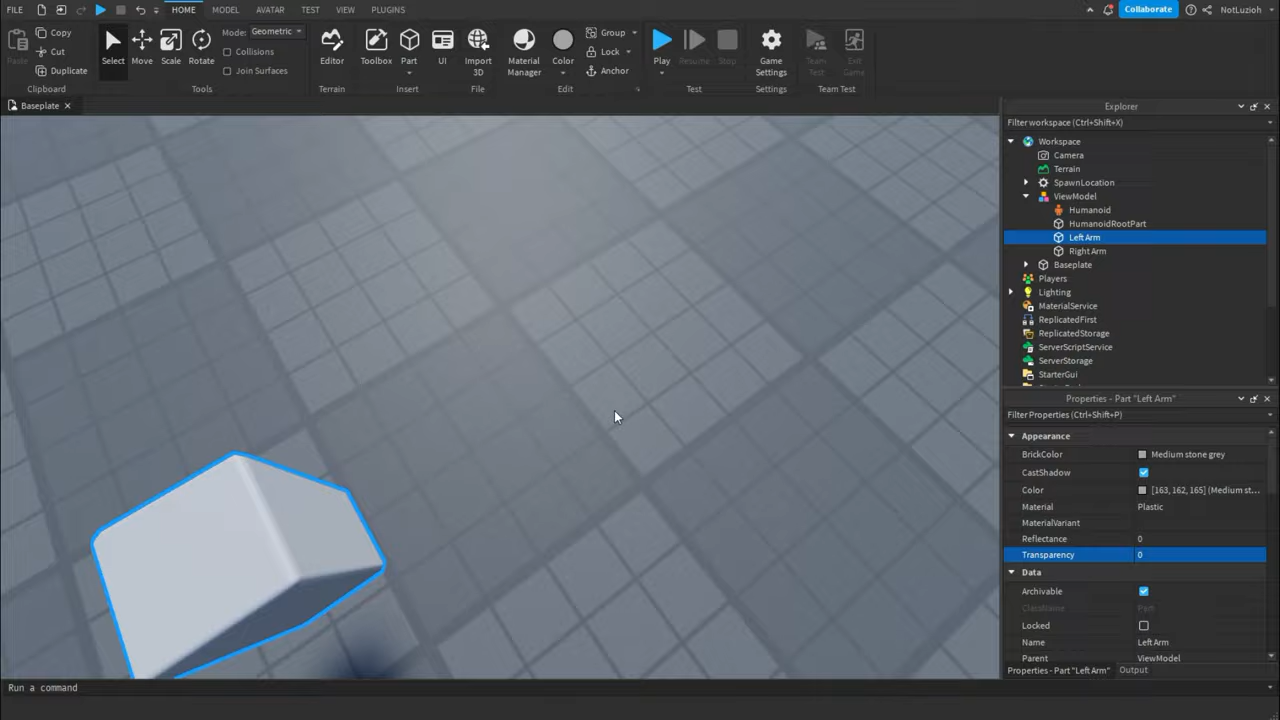 FILE HOME MODEL AVATAR TEST VIEW PLUGINS Collaborate NotLuzioh
Paste Copy Cut Duplicate Clipboard
Select Move Scale Rotate Mode: Geometric Collisions Join Surfaces Tools
Editor Terrain
Toolbox Part UI Insert
Import 3D File
Material Manager Color Group Lock Anchor Edit
Play Resume Stop Test
Game Settings Settings
Team Test Exit Game Team Test
Baseplate
Explorer
Filter workspace (Ctrl+Shift+X)
Workspace
Camera
Terrain
SpawnLocation
ViewModel
Humanoid
HumanoidRootPart
Left Arm
Right Arm
Baseplate
Players
Lighting
MaterialService
ReplicatedFirst
ReplicatedStorage
ServerScriptService
ServerStorage
StarterGui
Properties - Part "Left Arm"
Filter Properties (Ctrl+Shift+P)
Appearance
BrickColor Medium stone grey
CastShadow
Color [163, 162, 165] (Medium st...
Material Plastic
MaterialVariant
Reflectance 0
Transparency 0
Data
Archivable
ClassName Part
Locked
Name Left Arm
Parent ViewModel
Properties - Part "Left Arm" Output
Run a command